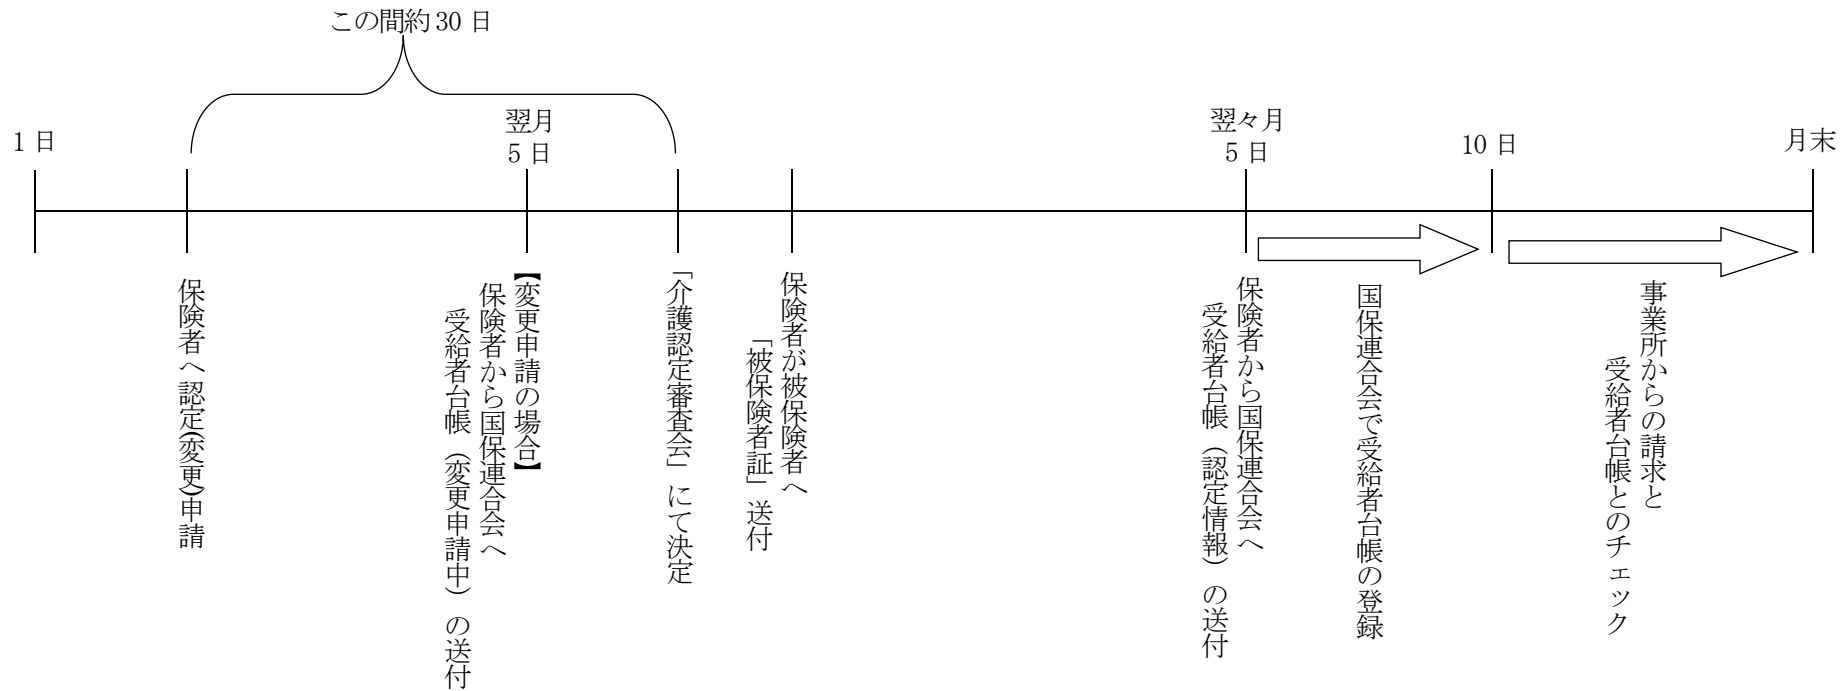 この間約30日
1日
翌月
5日
翌々月
5日
10日
月末
保険者へ認定(変更)申請
【変更申請の場合】
保険者から国保連合会へ
受給者台帳（変更申請中）の送付
「介護認定審査会」にて決定
保険者が被保険者へ
「被保険者証」送付
保険者から国保連合会へ
受給者台帳（認定情報）の送付
国保連合会で受給者台帳の登録
事業所からの請求と
受給者台帳とのチェック